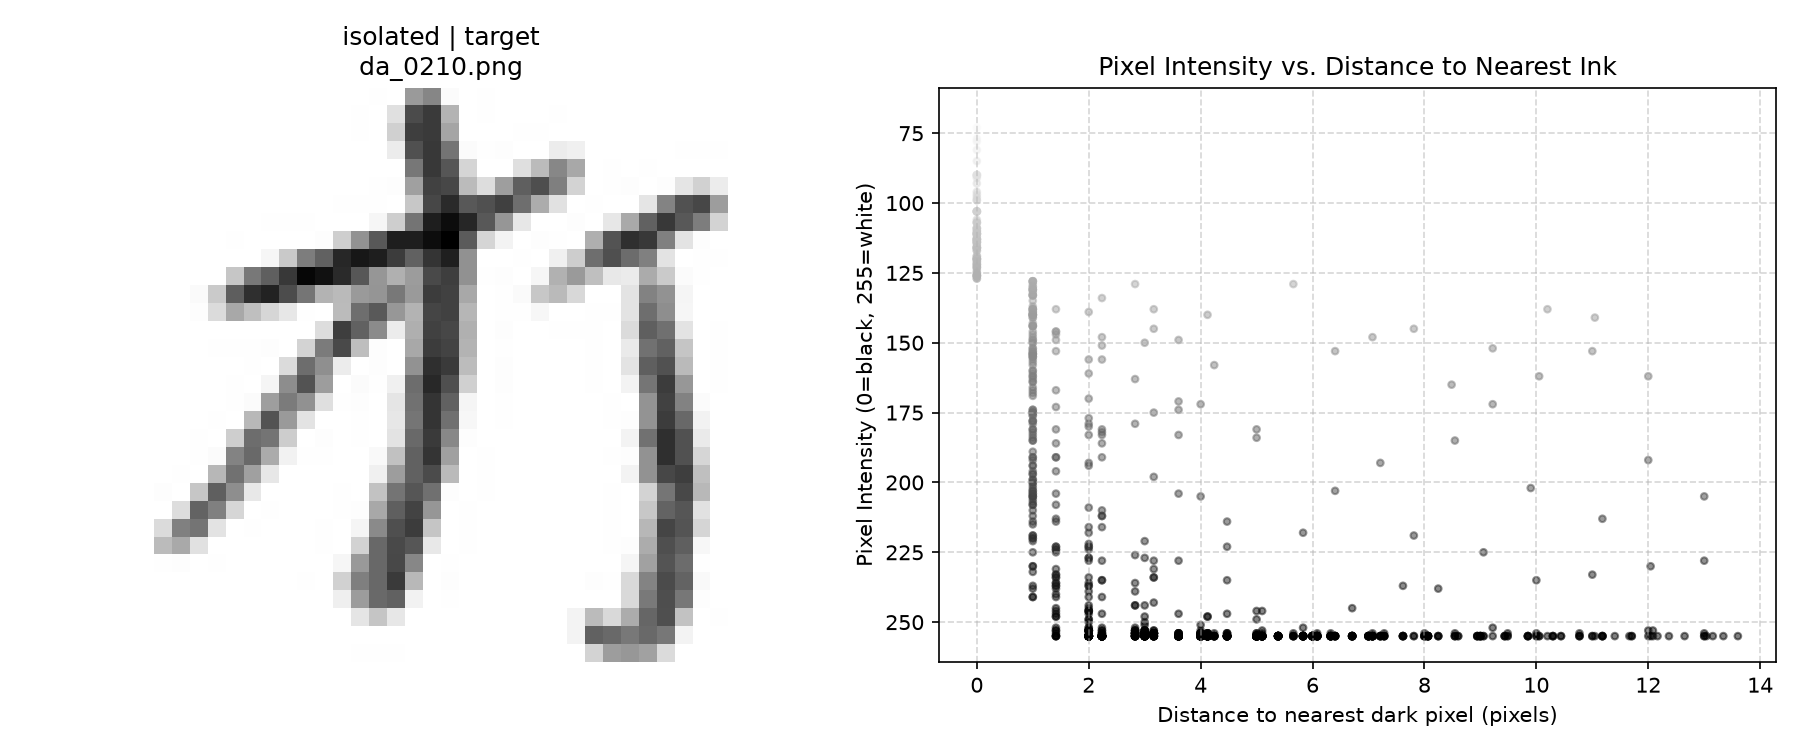 isolated | target
da_0210.png
Pixel Intensity vs. Distance to Nearest Ink
Pixel Intensity (0=black, 255=white)
75
100
125
150
175
200
225
250
0 2 4 6 8 10 12 14
Distance to nearest dark pixel (pixels)